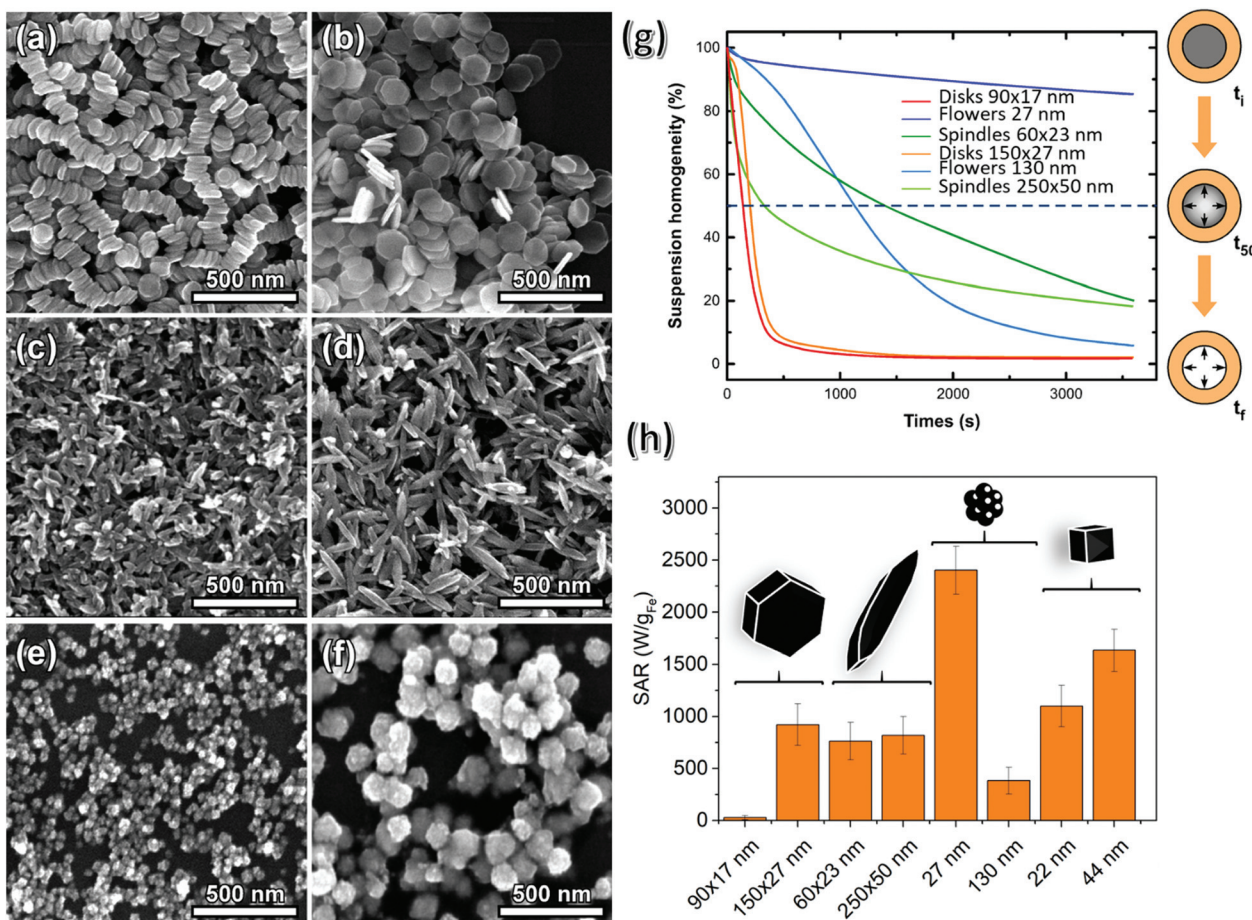 (a)
500 nm
(b)
500 nm
(c)
500 nm
(d)
500 nm
(e)
500 nm
(f)
500 nm
(g)
Suspension homogeneity (%)
100
80
60
40
20
0
Disks 90x17 nm
Flowers 27 nm
Spindles 60x23 nm
Disks 150x27 nm
Flowers 130 nm
Spindles 250x50 nm
0 1000 2000 3000
Times (s)
ti
t50
tf
(h)
SAR (W/gFe)
3000
2500
2000
1500
1000
500
0
90x17 nm
150x27 nm
60x23 nm
250x50 nm
27 nm
130 nm
22 nm
44 nm